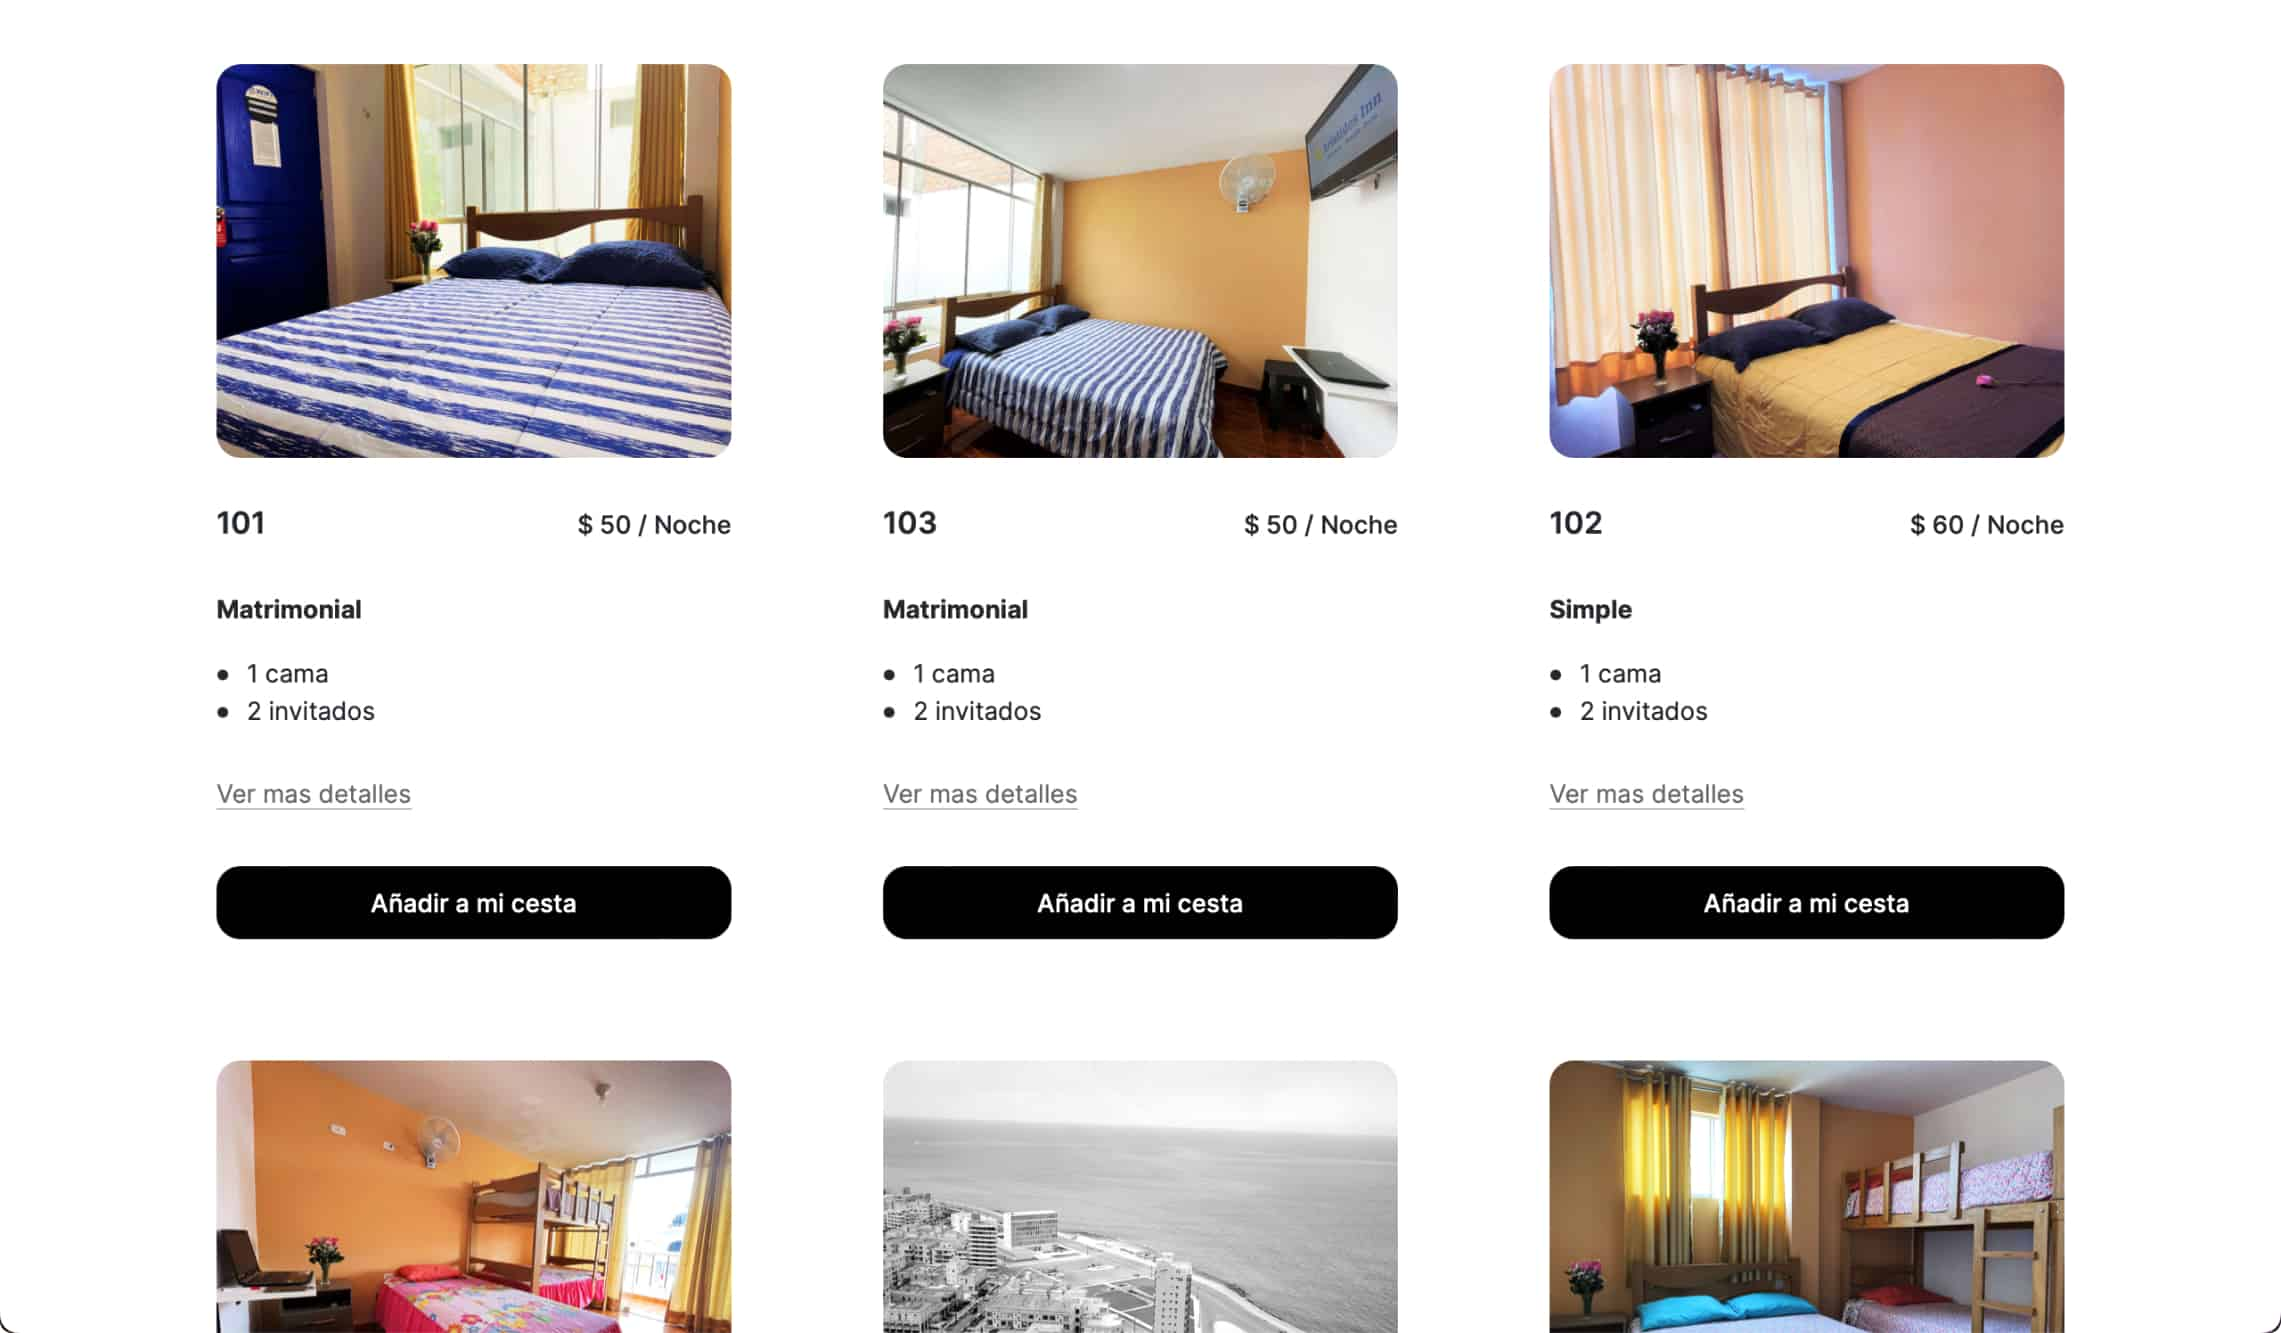 Inn
101
$ 50 / Noche
Matrimonial
1 cama
2 invitados
Ver mas detalles
Añadir a mi cesta
103
$ 50 / Noche
Matrimonial
1 cama
2 invitados
Ver mas detalles
Añadir a mi cesta
102
$ 60 / Noche
Simple
1 cama
2 invitados
Ver mas detalles
Añadir a mi cesta